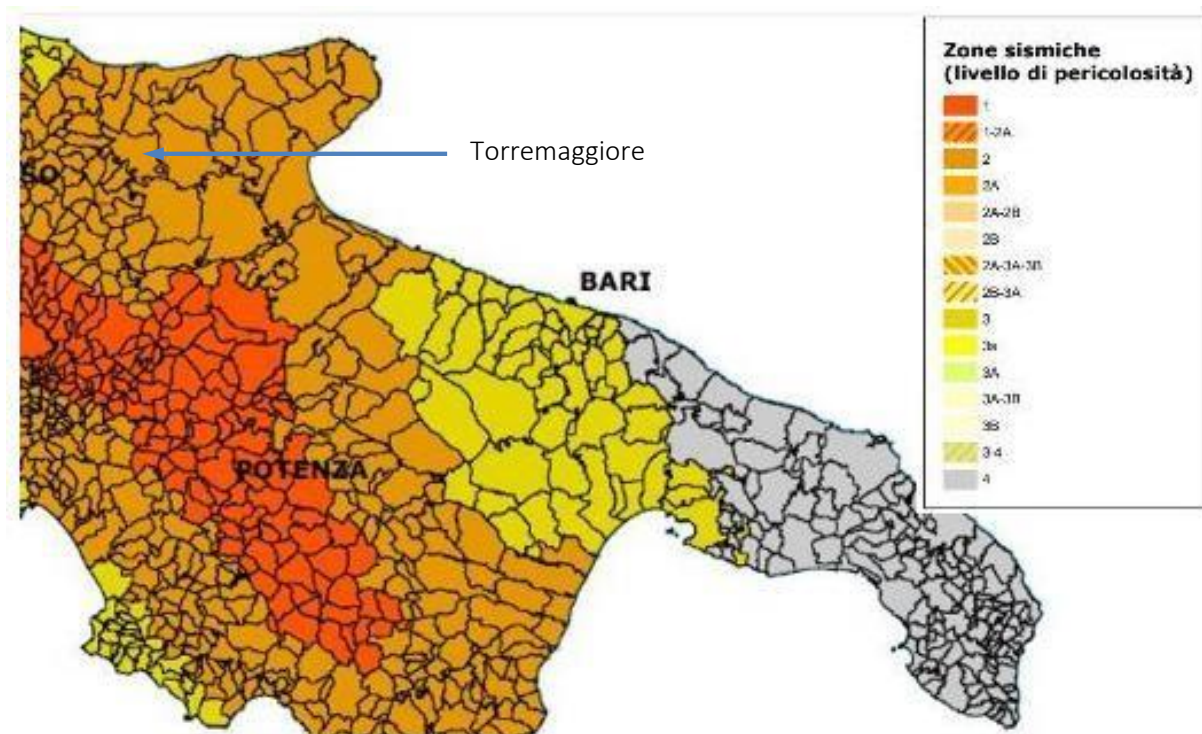 Zone sismiche
(livello di pericolosità)
1
1-2A
2
2A
2A-2B
2B
2A-3A-3B
2B-3A
3
3s
3A
3A-3B
3B
3-4
4
Torremaggiore
SO
BARI
POTENZA